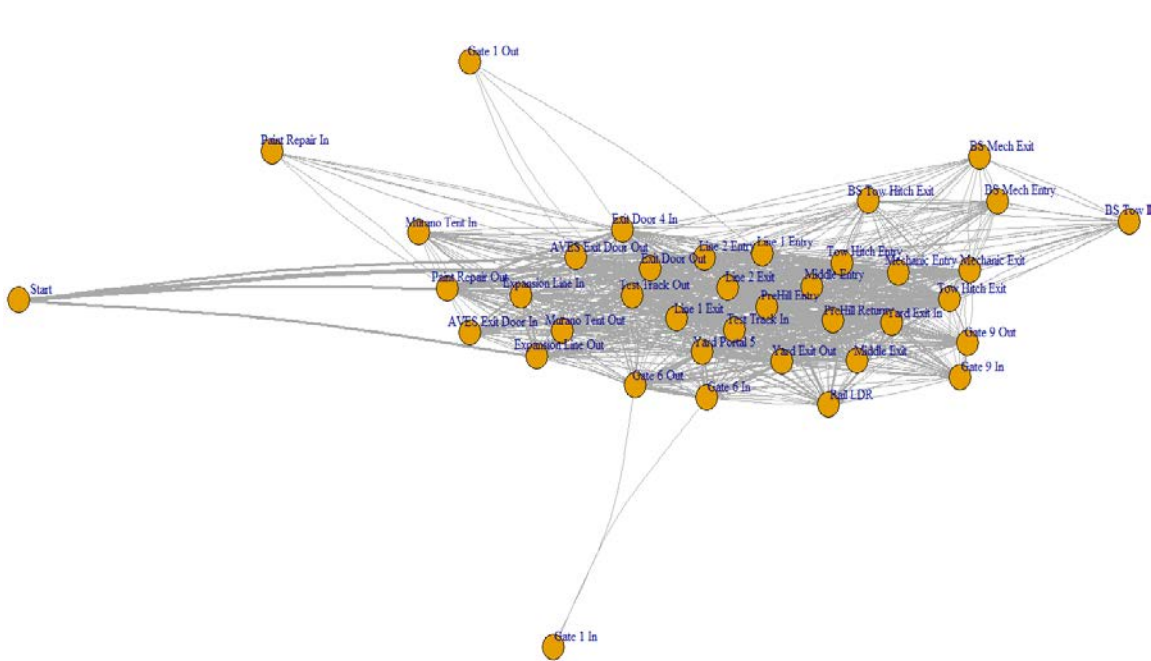 Gate 1 Out
Paint Repair In
BS Mech Exit
BS Tow Hitch Exit
BS Mech Entry
BS Tow
Murano Tent In
Exit Door 4 In
AVES Exit Door Out
Line 2 Entry
Line 1 Entry
Exit Door Out
Tow Hitch Entry
Mechanic Entry
Mechanic Exit
Start
Paint Repair Out
Expansion Line In
Test Track Out
Line 2 Exit
Middle Entry
Tow Hitch Exit
PreHill Entry
Line 1 Exit
PreHill Return
Yard Exit In
AVES Exit Door In
Murano Tent Out
Test Track In
Gate 9 Out
Expansion Line Out
Yard Portal 5
Yard Exit Out
Middle Exit
Gate 9 In
Gate 6 Out
Gate 6 In
Rail LDR
Gate 1 In